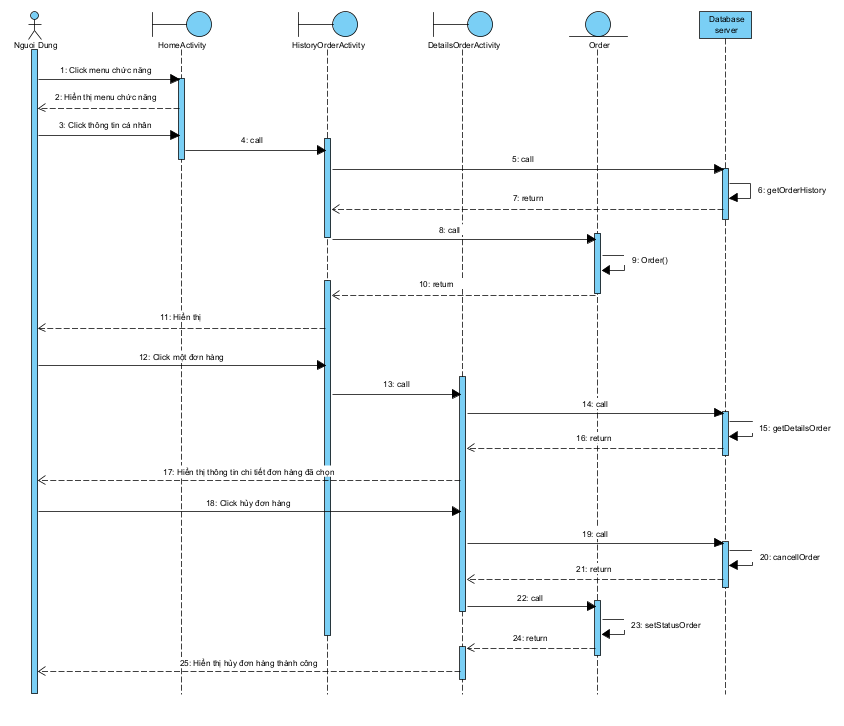 Nguoi Dung
HomeActivity
HistoryOrderActivity
DetailsOrderActivity
Order
Database
server
1: Click menu chức năng
2: Hiển thị menu chức năng
3: Click thông tin cá nhân
4: call
5: call
6: getOrderHistory
7: return
8: call
9: Order()
10: return
11: Hiển thị
12: Click một đơn hàng
13: call
14: call
15: getDetailsOrder
16: return
17: Hiển thị thông tin chi tiết đơn hàng đã chọn
18: Click hủy đơn hàng
19: call
20: cancellOrder
21: return
22: call
23: setStatusOrder
24: return
25: Hiển thị hủy đơn hàng thành công